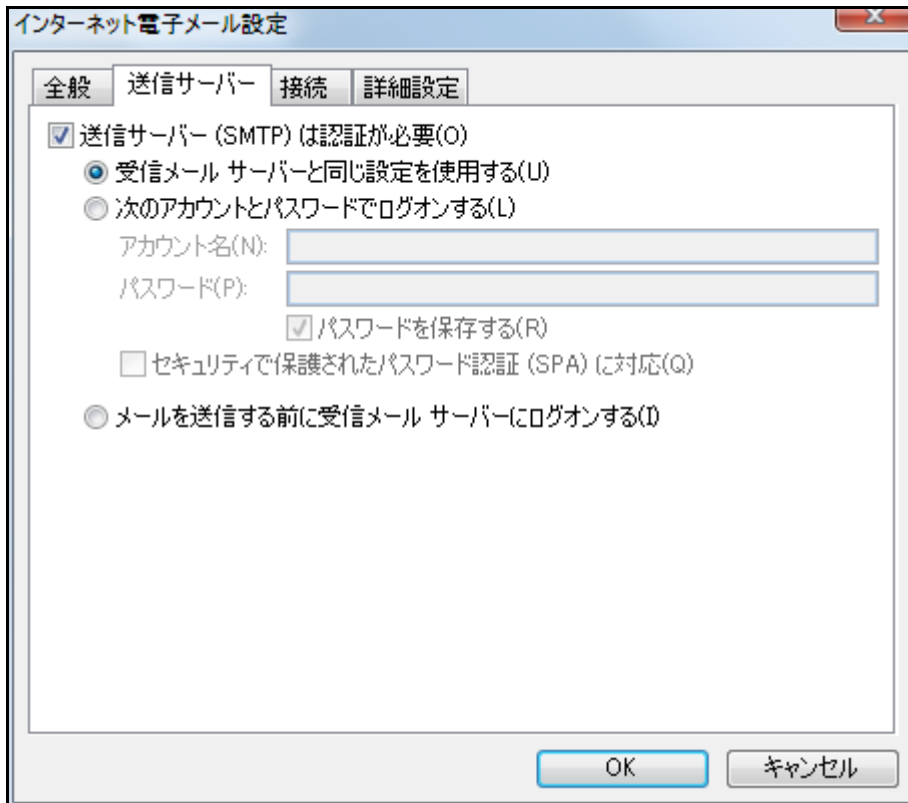 インターネット電子メール設定
全般 送信サーバー 接続 詳細設定
送信サーバー (SMTP) は認証が必要(O)
受信メール サーバーと同じ設定を使用する(U)
次のアカウントとパスワードでログオンする(L)
アカウント名(N):
パスワード(P):
パスワードを保存する(R)
セキュリティで保護されたパスワード認証 (SPA) に対応(Q)
メールを送信する前に受信メール サーバーにログオンする(I)
OK キャンセル